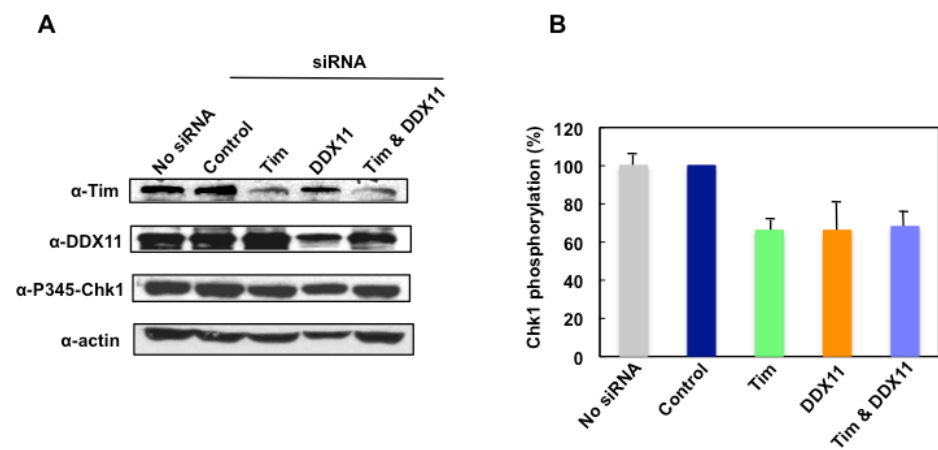 A
siRNA
No siRNA
Control
Tim
DDX11
Tim & DDX11
α-Tim
α-DDX11
α-P345-Chk1
α-actin
B
Chk1 phosphorylation (%)
120
100
80
60
40
20
0
No siRNA
Control
Tim
DDX11
Tim & DDX11